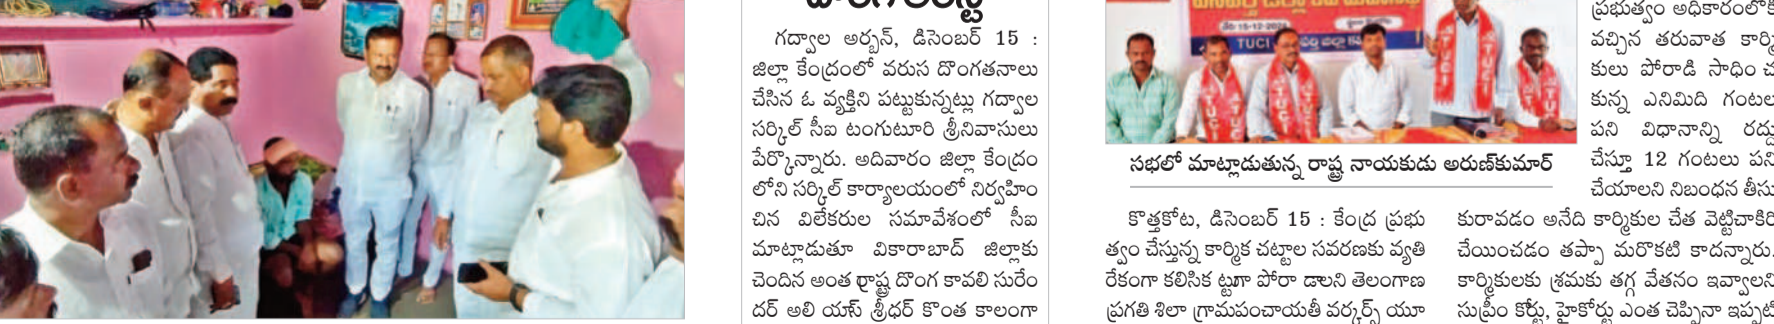 గద్వాల అర్బన్, డిసెంబర్ 15 :
జిల్లా కేంద్రంలో వరుస దొంగతనాలు
చేసిన ఓ వ్యక్తిని పట్టుకున్నట్లు గద్వాల
సర్కిల్ సీఐ టంగుటూరి శ్రీనివాసులు
పేర్కొన్నారు. అదివారం జిల్లా కేంద్రం
లోని సర్కిల్ కార్యాలయంలో నిర్వహిం
చిన విలేకరుల సమావేశంలో సీఐ
మాట్లాడుతూ వికారాబాద్ జిల్లాకు
చెందిన అంత ర్రాష్ట్ర దొంగ కావలి సురేం
దర్ అలి యాస్ శ్రీధర్ కొంత కాలంగా
TUCI
సభలో మాట్లాడుతున్న రాష్ట్ర నాయకుడు అరుణ్‌కుమార్
కొత్తకోట, డిసెంబర్ 15 : కేంద్ర ప్రభు
త్వం చేస్తున్న కార్మిక చట్టాల సవరణకు వ్యతి
రేకంగా కలిసిక ట్టుగా పోరా డాలని తెలంగాణ
ప్రగతి శిలా గ్రామపంచాయతీ వర్కర్స్ యూ
ప్రభుత్వం అధికారంలోకి
వచ్చిన తరువాత కార్మి
కులు పోరాడి సాధించ
కున్న ఎనిమిది గంటల
పని విధానాన్ని రద్దు
చేస్తూ 12 గంటలు పని
చేయాలని నిబంధన తీసు
కురావడం అనేది కార్మికుల చేత వెట్టిచాకిరి
చేయించడం తప్పా మరొకటి కాదన్నారు.
కార్మికులకు శ్రమకు తగ్గ వేతనం ఇవ్వాలని
సుప్రీం కోర్టు, హైకోర్టు ఎంత చెప్పినా ఇప్పటి